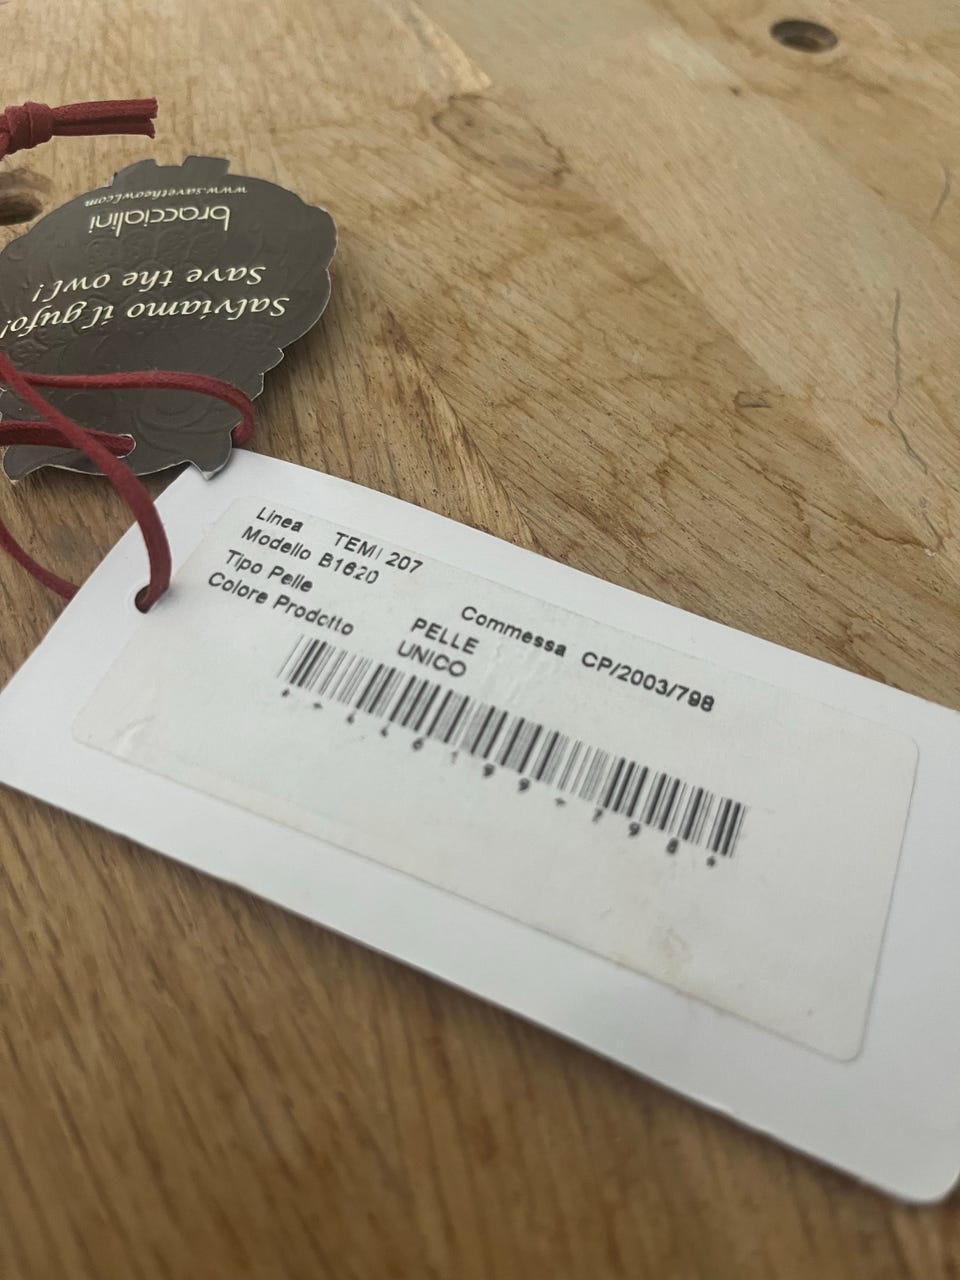 Salviamo il gufo!
Save the owl!
braccialini
www.savetheowl.com
Linea TEMI 207
Modello B1620 Commessa CP/2003/798
Tipo Pelle PELLE
Colore Prodotto UNICO